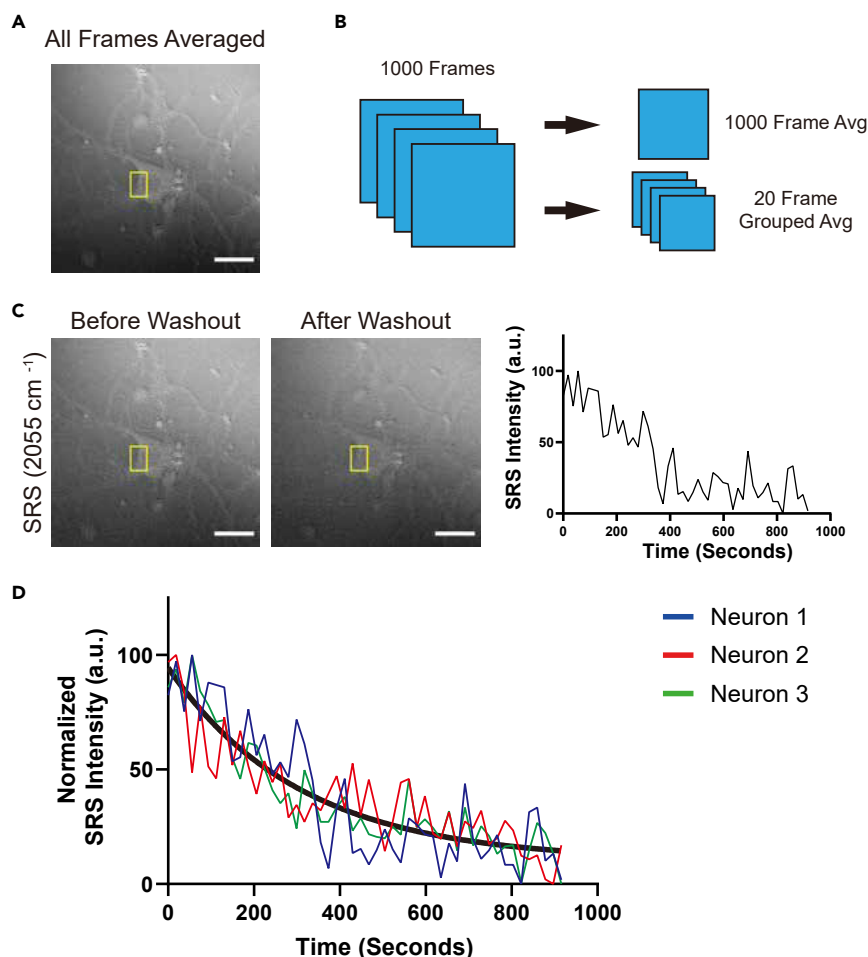 A
All Frames Averaged
B
1000 Frames
1000 Frame Avg
20 Frame
Grouped Avg
C
Before Washout
After Washout
SRS (2055 cm⁻¹)
SRS Intensity (a.u.)
100
50
0
0 200 400 600 800 1000
Time (Seconds)
D
Normalized
SRS Intensity (a.u.)
100
50
0
0 200 400 600 800 1000
Time (Seconds)
Neuron 1
Neuron 2
Neuron 3